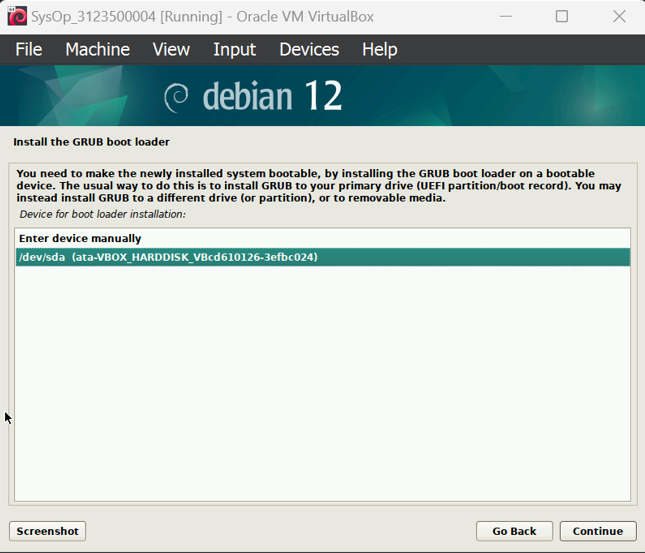 SysOp_3123500004 [Running] - Oracle VM VirtualBox
File Machine View Input Devices Help
debian 12
Install the GRUB boot loader
You need to make the newly installed system bootable, by installing the GRUB boot loader on a bootable
device. The usual way to do this is to install GRUB to your primary drive (UEFI partition/boot record). You may
instead install GRUB to a different drive (or partition), or to removable media.
Device for boot loader installation:
Enter device manually
/dev/sda (ata-VBOX_HARDDISK_VBcd610126-3efbc024)
Screenshot Go Back Continue